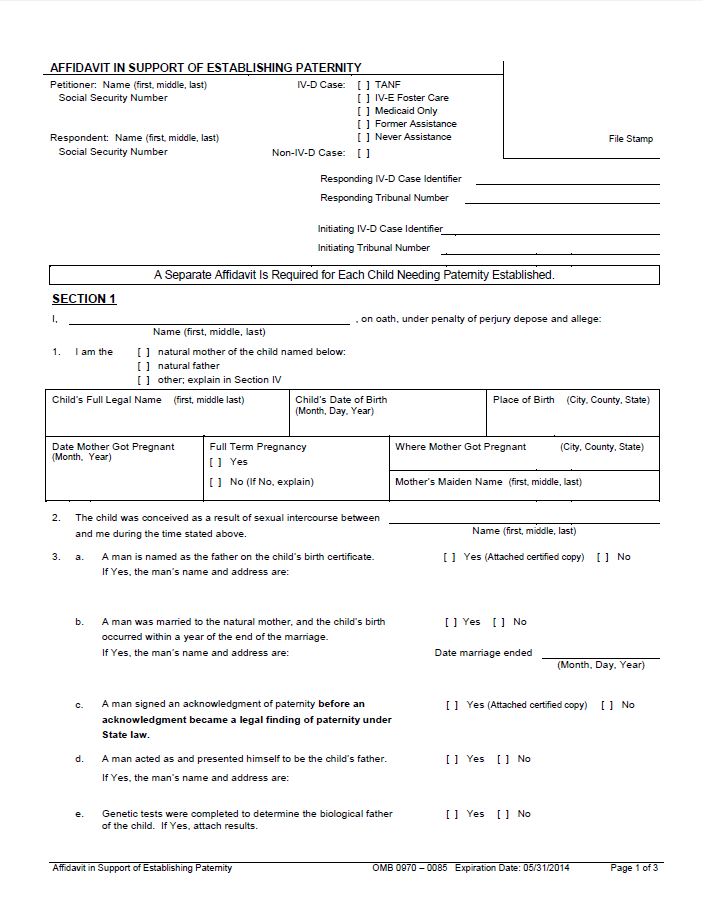 AFFIDAVIT IN SUPPORT OF ESTABLISHING PATERNITY
Petitioner: Name (first, middle, last) IV-D Case: [ ] TANF
Social Security Number [ ] IV-E Foster Care
[ ] Medicaid Only
[ ] Former Assistance
Respondent: Name (first, middle, last) [ ] Never Assistance
File Stamp
Social Security Number Non-IV-D Case: [ ]
Responding IV-D Case Identifier
Responding Tribunal Number
Initiating IV-D Case Identifier
Initiating Tribunal Number
A Separate Affidavit Is Required for Each Child Needing Paternity Established.
SECTION 1
I, , on oath, under penalty of perjury depose and allege:
Name (first, middle, last)
1. I am the [ ] natural mother of the child named below:
[ ] natural father
[ ] other; explain in Section IV
Child's Full Legal Name (first, middle last)
Child's Date of Birth
(Month, Day, Year)
Place of Birth (City, County, State)
Date Mother Got Pregnant
(Month, Year)
Full Term Pregnancy
[ ] Yes
[ ] No (If No, explain)
Where Mother Got Pregnant (City, County, State)
Mother's Maiden Name (first, middle, last)
2. The child was conceived as a result of sexual intercourse between
Name (first, middle, last)
and me during the time stated above.
3. a. A man is named as the father on the child's birth certificate. [ ] Yes (Attached certified copy) [ ] No
If Yes, the man's name and address are:
b. A man was married to the natural mother, and the child's birth [ ] Yes [ ] No
occurred within a year of the end of the marriage.
If Yes, the man's name and address are: Date marriage ended
(Month, Day, Year)
c. A man signed an acknowledgment of paternity before an [ ] Yes (Attached certified copy) [ ] No
acknowledgment became a legal finding of paternity under
State law.
d. A man acted as and presented himself to be the child's father. [ ] Yes [ ] No
If Yes, the man's name and address are:
e. Genetic tests were completed to determine the biological father [ ] Yes [ ] No
of the child. If Yes, attach results.
Affidavit in Support of Establishing Paternity OMB 0970 – 0085 Expiration Date: 05/31/2014 Page 1 of 3